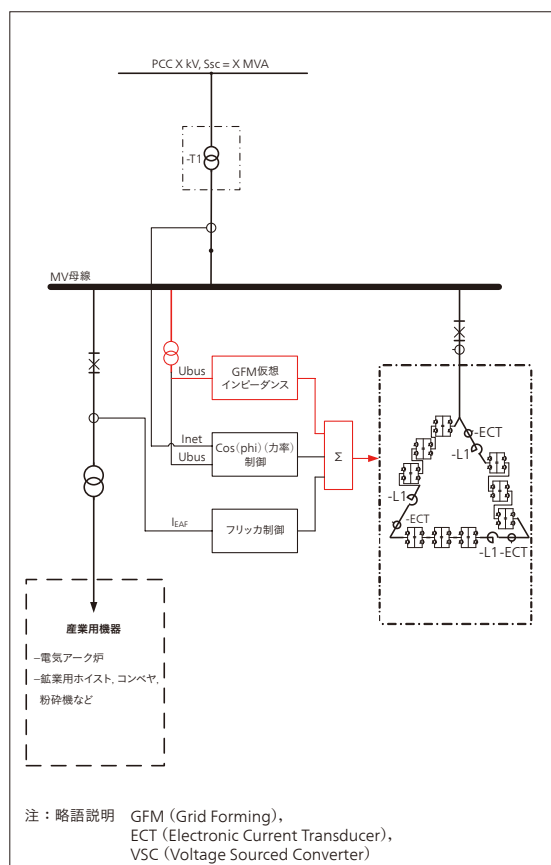 PCC X kV, Ssc = X MVA
-T1
MV母線
Ubus
GFM仮想
インピーダンス
-ECT
-L1
Inet
Ubus
Cos(phi)(力率)
制御
Σ
-L1
-ECT
-L1
-ECT
IEAF
フリッカ制御
産業用機器
−電気アーク炉
−鉱業用ホイスト,コンベヤ,
粉砕機など
注:略語説明 GFM(Grid Forming),
ECT(Electronic Current Transducer),
VSC(Voltage Sourced Converter)